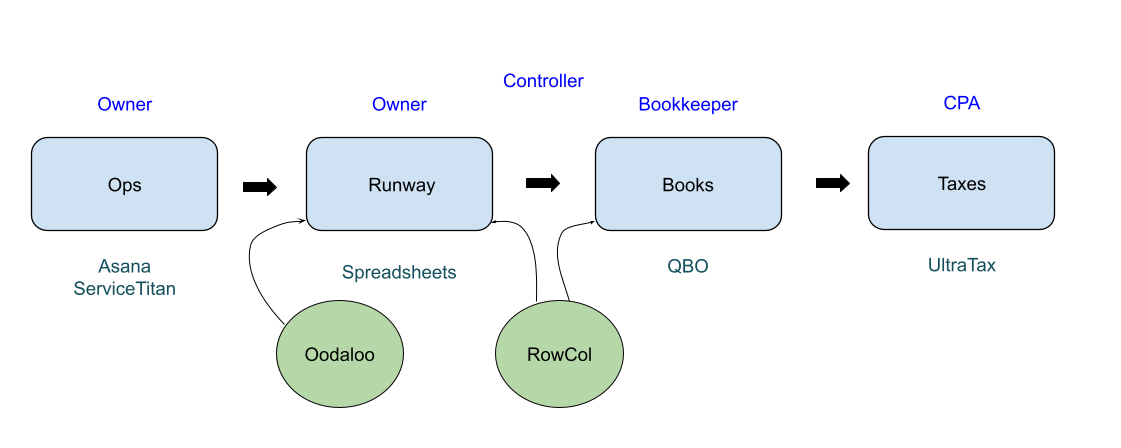 Controller
Owner
Owner
Bookkeeper
CPA
Ops
Runway
Books
Taxes
Asana
ServiceTitan
Spreadsheets
QBO
UltraTax
Oodaloo
RowCol